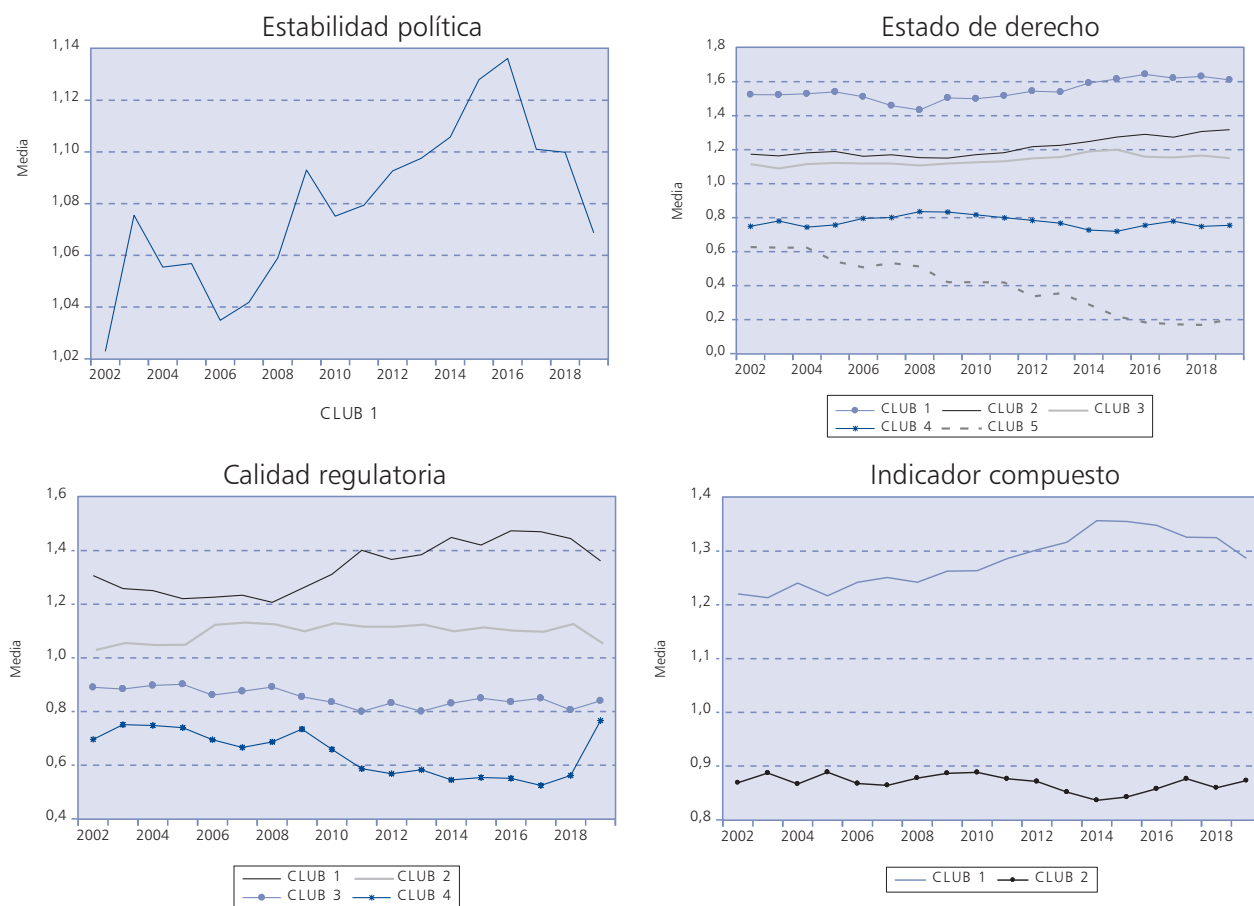 Estabilidad política
1,14
1,12
1,10
1,08
1,06
1,04
1,02
Media
2002 2004 2006 2008 2010 2012 2014 2016 2018
CLUB 1
Estado de derecho
1,8
1,6
1,4
1,2
1,0
0,8
0,6
0,4
0,2
0,0
Media
2002 2004 2006 2008 2010 2012 2014 2016 2018
CLUB 1 CLUB 2 CLUB 3
CLUB 4 CLUB 5
Calidad regulatoria
1,6
1,4
1,2
1,0
0,8
0,6
0,4
Media
2002 2004 2006 2008 2010 2012 2014 2016 2018
CLUB 1 CLUB 2
CLUB 3 CLUB 4
Indicador compuesto
1,4
1,3
1,2
1,1
1,0
0,9
0,8
Media
2002 2004 2006 2008 2010 2012 2014 2016 2018
CLUB 1 CLUB 2